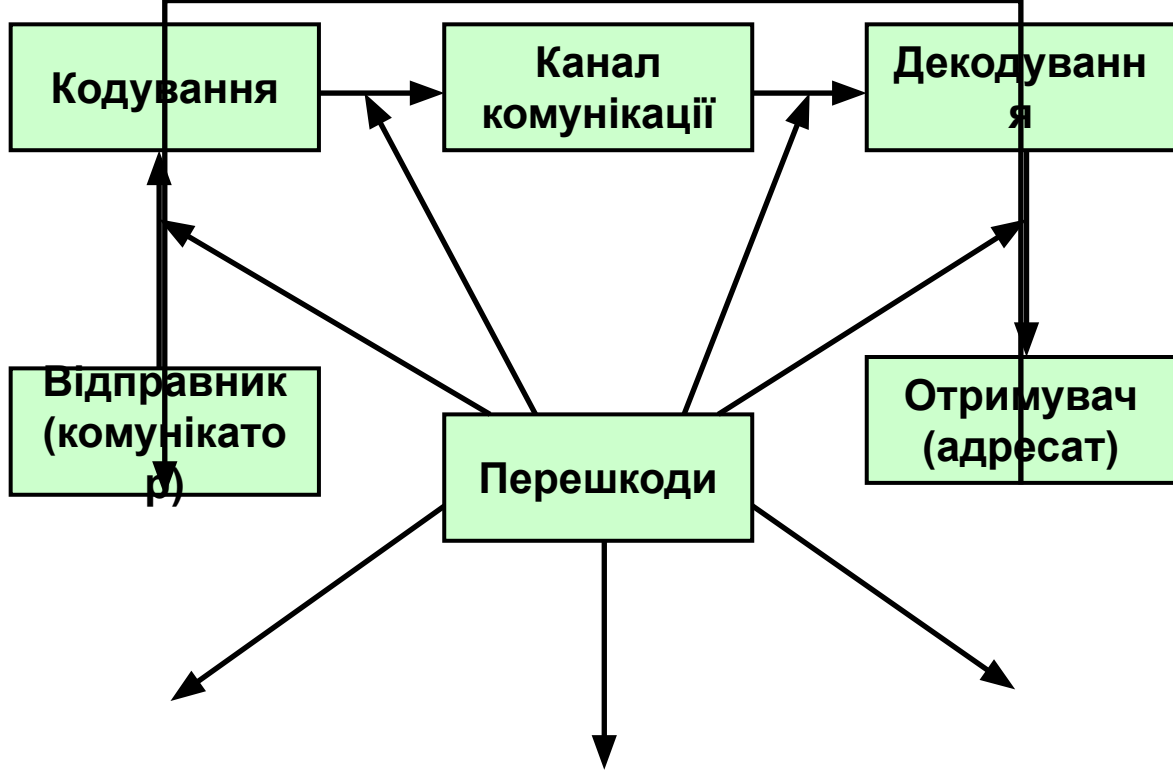 Кодування
Канал
комунікації
Декодуванн
я
Відправник
(комунікато
р)
Перешкоди
Отримувач
(адресат)